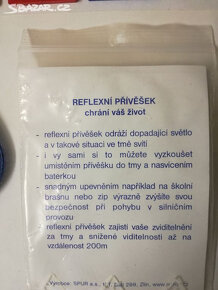 SBAZAR.CZ
REFLEXNÍ PŘÍVĚŠEK
chrání váš život
- reflexní přívěšek odráží dopadající světlo
a v takové situaci ve tmě svítí
- i vy sami si to můžete vyzkoušet
umístěním přívěšku do tmy a nasvícením
baterkou
- snedným upevněním například na školní
brašnu nebo zip výrazně zvýšíte svou
bezpečnost při pohybu v silničním
provozu
- reflexní přívěšek zajistí vaše zviditelnění
za tmy a snížené viditelnosti až na
vzdálenost 200m
Výrobce: SPUR a.s., 299, Zlín,